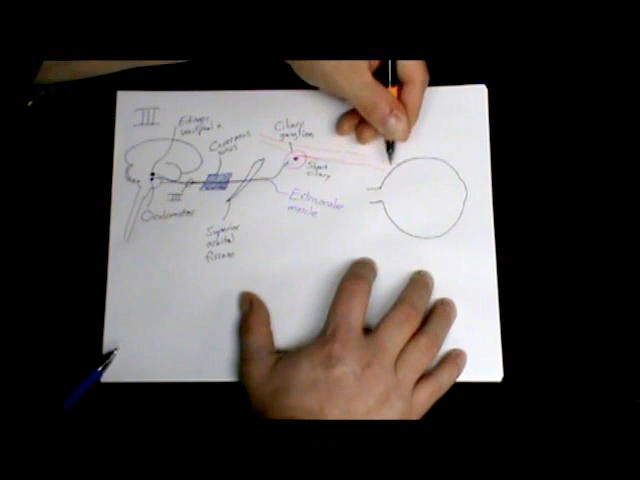 III
Edinger
Westphal n
Cavernous
sinus
Ciliary
ganglion
Short
ciliary
III
Oculomotor
Extraocular
muscle
Superior
orbital
fissure